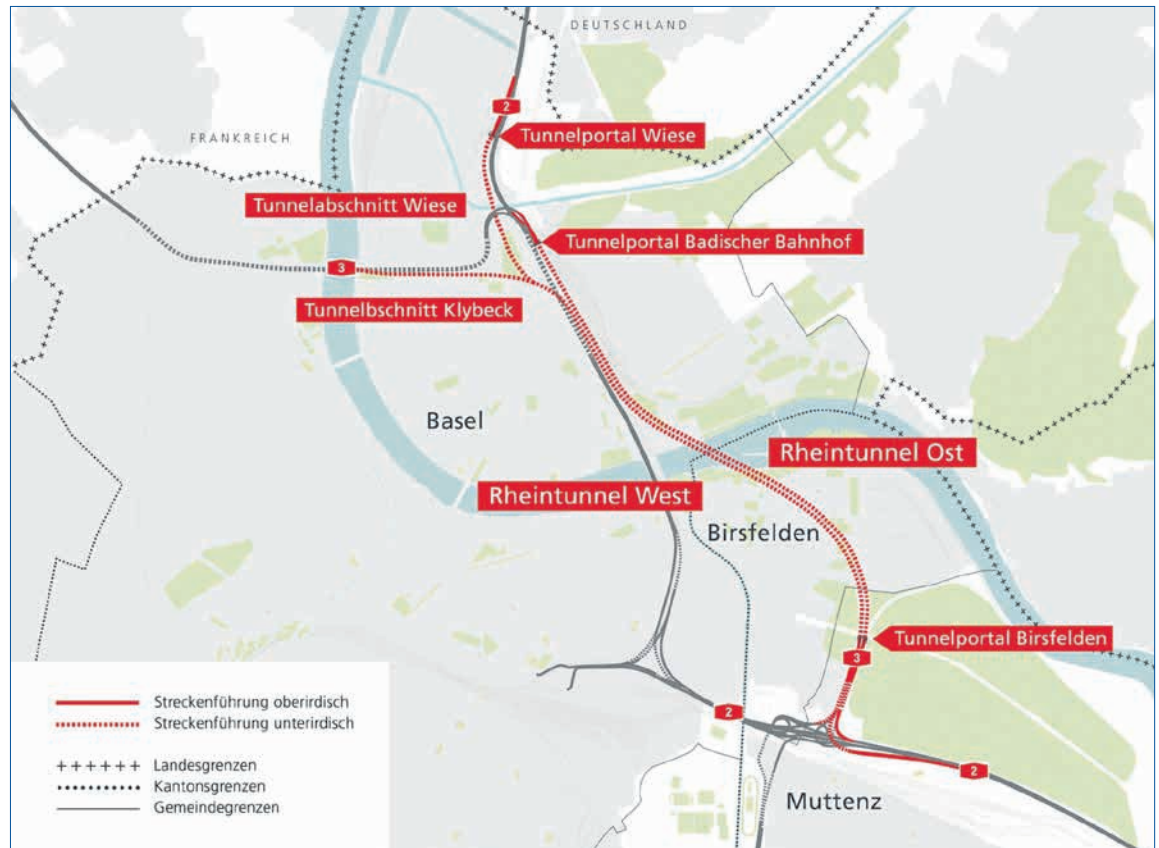 DEUTSCHLAND
2
Tunnelportal Wiese
FRANKREICH
Tunnelabschnitt Wiese
Tunnelportal Badischer Bahnhof
3
Tunnelbschnitt Klybeck
Basel
Rheintunnel Ost
Rheintunnel West
Birsfelden
Tunnelportal Birsfelden
3
Streckenführung oberirdisch
Streckenführung unterirdisch
2
Landesgrenzen
2
Kantonsgrenzen
Muttenz
Gemeindegrenzen